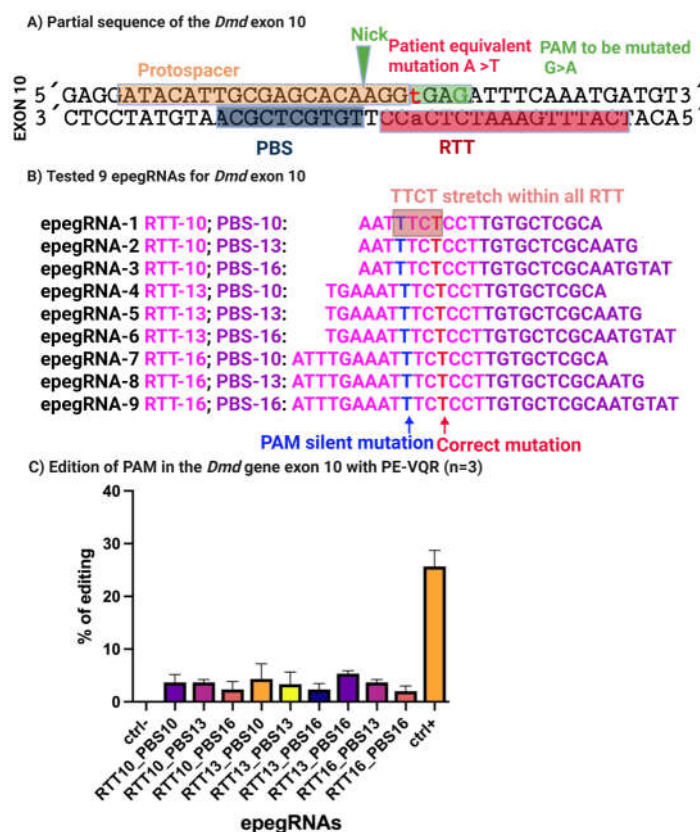 A) Partial sequence of the Dmd exon 10
Nick
Protospacer
Patient equivalent
mutation A >T
PAM to be mutated
G>A
EXON 10
5´GAGCATACATTGCGAGCACAAGGtGAGATTTCAAATGATGT3´
3´CTCCTATGTAACGCTCGTGTTCCaCTCTAAAGTTTACTACA5´
PBS
RTT
B) Tested 9 epegRNAs for Dmd exon 10
TTCT stretch within all RTT
epegRNA-1 RTT-10; PBS-10: AATTTCTCCTTGTGCTCGCA
epegRNA-2 RTT-10; PBS-13: AATTTCTCCTTGTGCTCGCAATG
epegRNA-3 RTT-10; PBS-16: AATTTCTCCTTGTGCTCGCAATGTAT
epegRNA-4 RTT-13; PBS-10: TGAAATTTCTCCTTGTGCTCGCA
epegRNA-5 RTT-13; PBS-13: TGAAATTTCTCCTTGTGCTCGCAATG
epegRNA-6 RTT-13; PBS-16: TGAAATTTCTCCTTGTGCTCGCAATGTAT
epegRNA-7 RTT-16; PBS-10: ATTTGAAATTTCTCCTTGTGCTCGCA
epegRNA-8 RTT-16; PBS-13: ATTTGAAATTTCTCCTTGTGCTCGCAATG
epegRNA-9 RTT-16; PBS-16: ATTTGAAATTTCTCCTTGTGCTCGCAATGTAT
PAM silent mutation
Correct mutation
C) Edition of PAM in the Dmd gene exon 10 with PE-VQR (n=3)
% of editing
40
30
20
10
0
ctrl-
RTT10_PBS10
RTT10_PBS13
RTT10_PBS16
RTT13_PBS10
RTT13_PBS13
RTT13_PBS16
RTT13_PBS16
RTT16_PBS13
RTT16_PBS16
ctrl+
epegRNAs